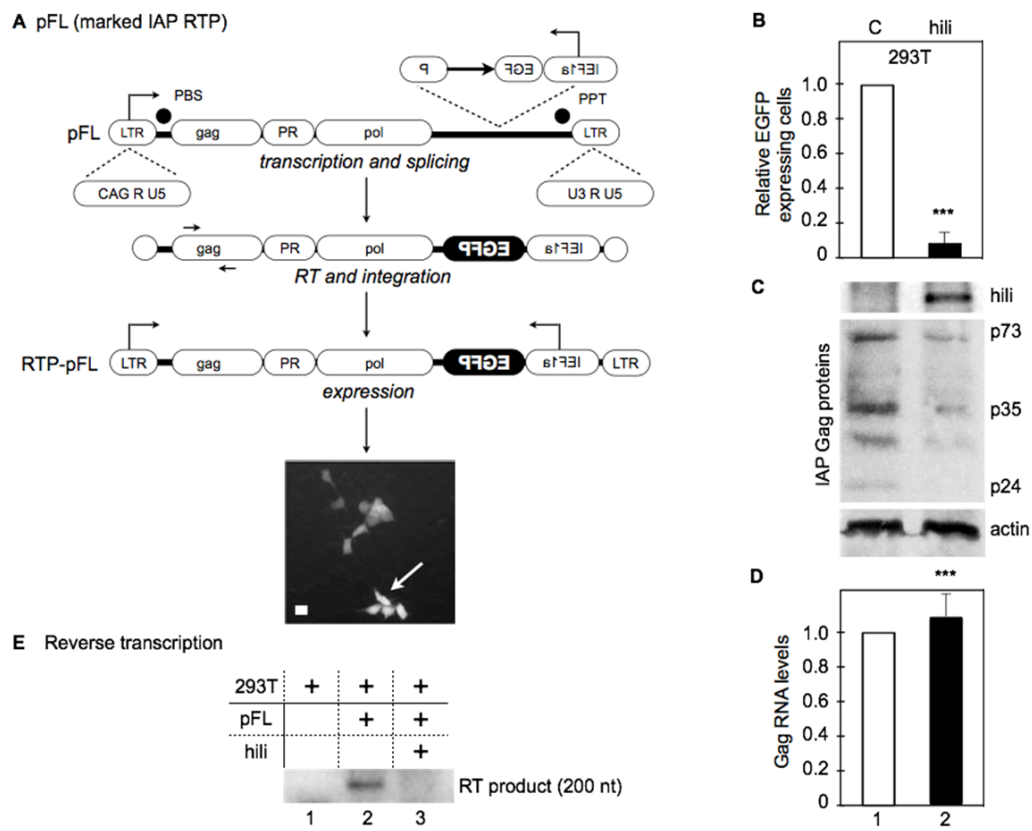 A pFL (marked IAP RTP)
P EGF IEF1a
PBS PPT
pFL LTR gag PR pol LTR
transcription and splicing
CAG R U5 U3 R U5
gag PR pol EGFP IEF1a
RT and integration
RTP-pFL LTR gag PR pol EGFP IEF1a LTR
expression
E Reverse transcription
293T + + +
pFL + +
hili +
RT product (200 nt)
1 2 3
B C hili
293T
Relative EGFP
expressing cells
1.0
0.8
0.6
0.4
0.2
0
***
C
hili
IAP Gag proteins
p73
p35
p24
actin
D
***
Gag RNA levels
1.0
0.8
0.6
0.4
0.2
0
1 2